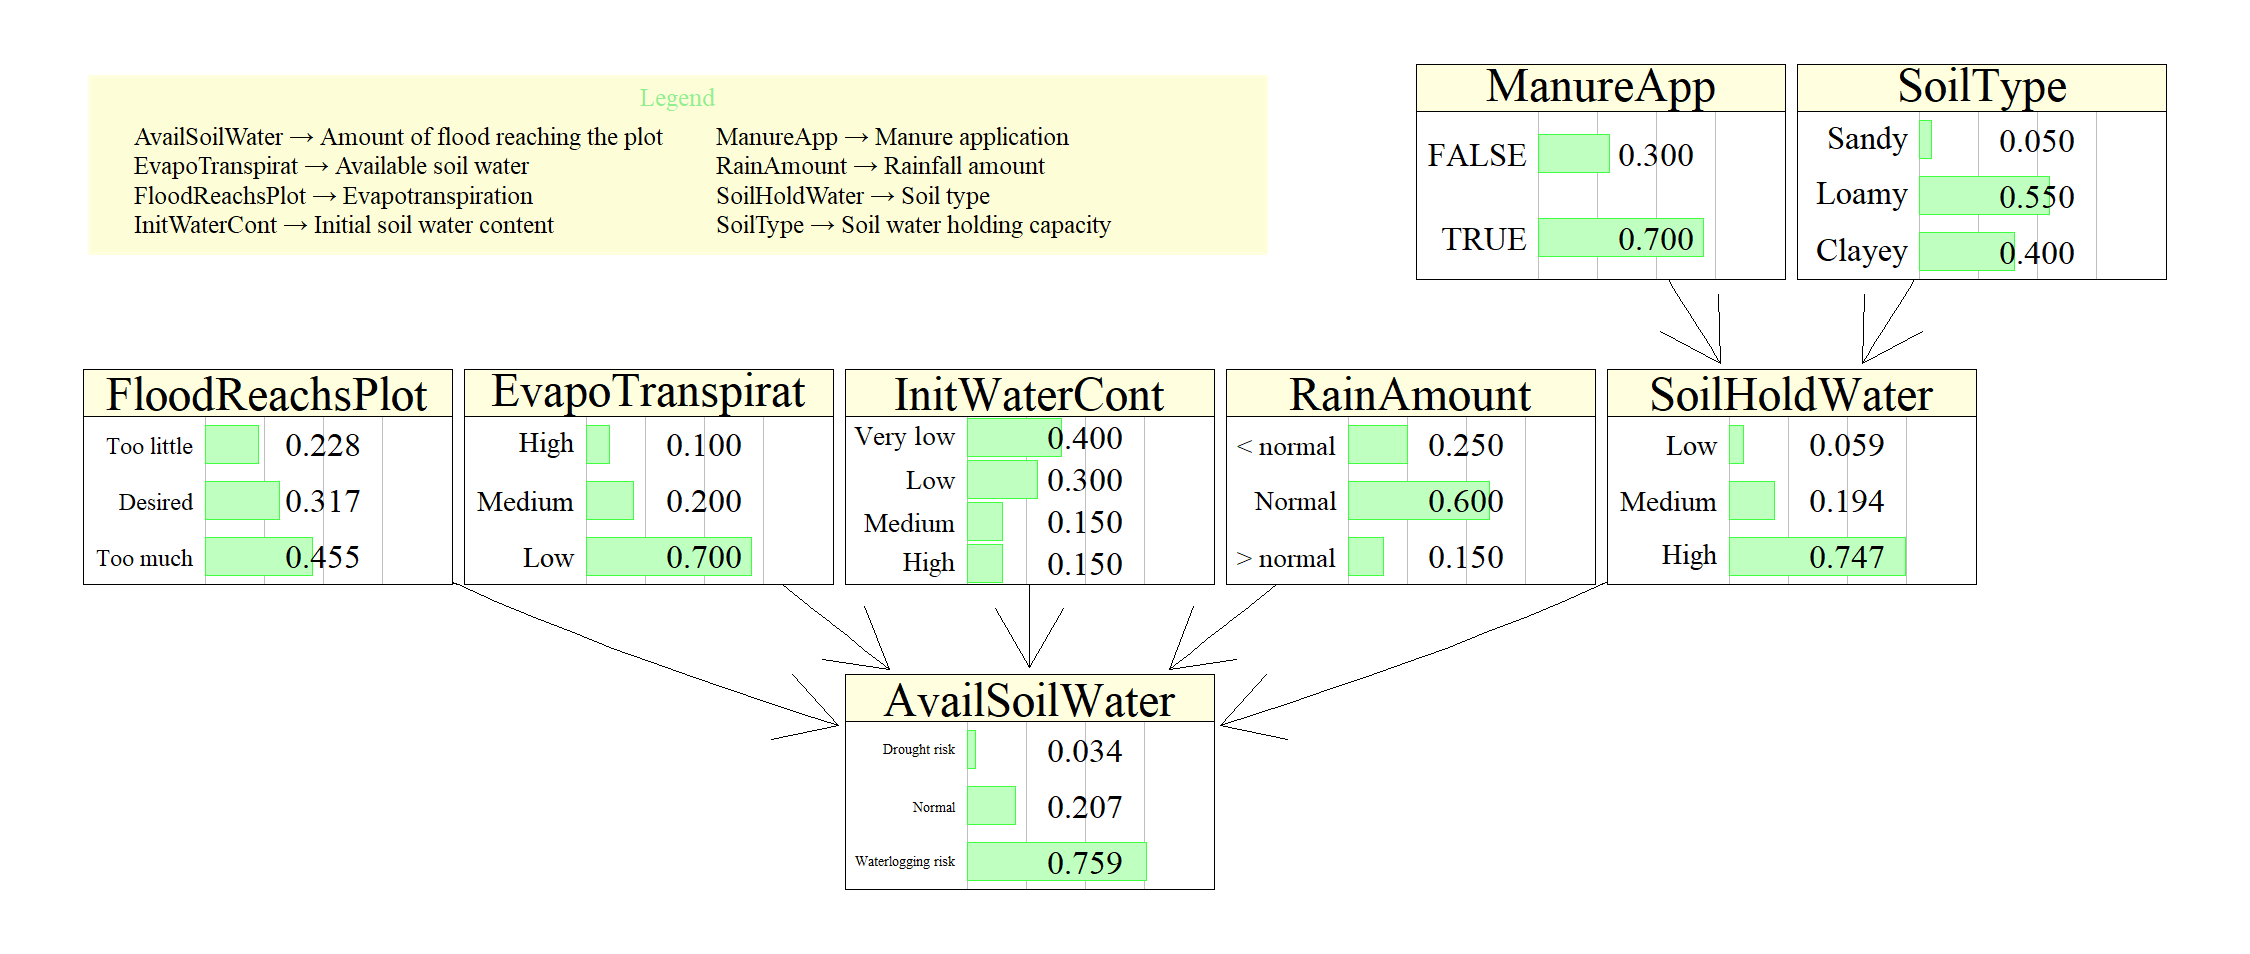 Legend
AvailSoilWater → Amount of flood reaching the plot
EvapoTranspirat → Available soil water
FloodReachsPlot → Evapotranspiration
InitWaterCont → Initial soil water content
ManureApp → Manure application
RainAmount → Rainfall amount
SoilHoldWater → Soil type
SoilType → Soil water holding capacity
ManureApp
FALSE 0.300
TRUE 0.700
SoilType
Sandy 0.050
Loamy 0.550
Clayey 0.400
FloodReachsPlot
Too little 0.228
Desired 0.317
Too much 0.455
EvapoTranspirat
High 0.100
Medium 0.200
Low 0.700
InitWaterCont
Very low 0.400
Low 0.300
Medium 0.150
High 0.150
RainAmount
< normal 0.250
Normal 0.600
> normal 0.150
SoilHoldWater
Low 0.059
Medium 0.194
High 0.747
AvailSoilWater
Drought risk 0.034
Normal 0.207
Waterlogging risk 0.759